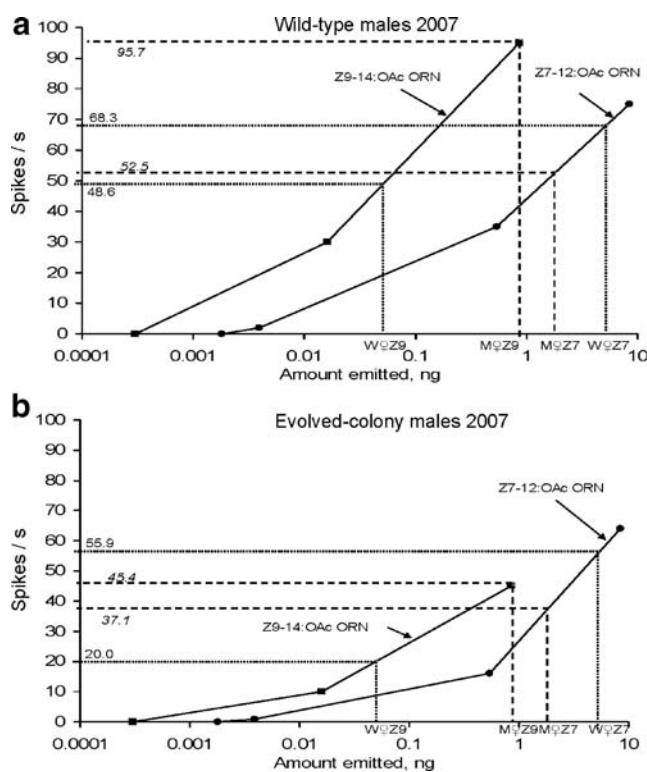 a
Wild-type males 2007
Spikes / s
100
90
80
70
60
50
40
30
20
10
0
95.7
68.3
52.5
48.6
Z9-14:OAc ORN
Z7-12:OAc ORN
W♀Z9
M♀Z9
M♀Z7
W♀Z7
0.0001
0.001
0.01
0.1
1
10
Amount emitted, ng
b
Evolved-colony males 2007
Spikes / s
100
90
80
70
60
50
40
30
20
10
0
55.9
45.4
37.1
20.0
Z7-12:OAc ORN
Z9-14:OAc ORN
W♀Z9
M♀Z9
M♀Z7
W♀Z7
0.0001
0.001
0.01
0.1
1
10
Amount emitted, ng